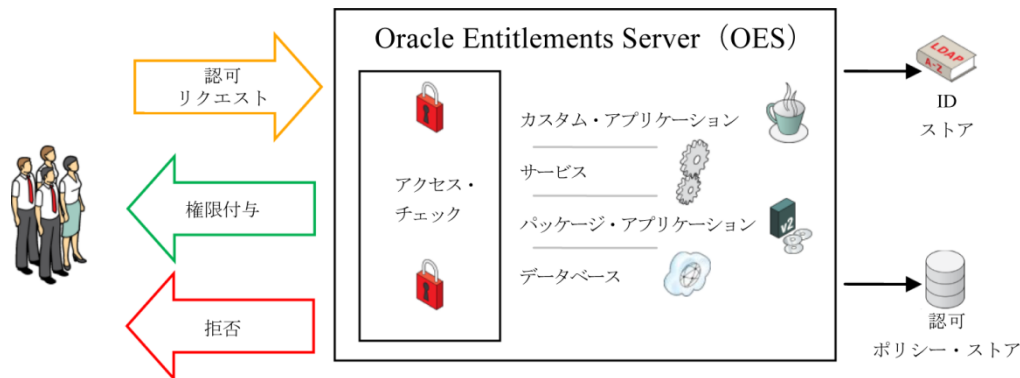 Oracle Entitlements Server（OES）
認可
リクエスト
権限付与
拒否
アクセス・
チェック
カスタム・アプリケーション
サービス
パッケージ・アプリケーション
v2
データベース
LDAP
A-Z
ID
ストア
認可
ポリシー・ストア